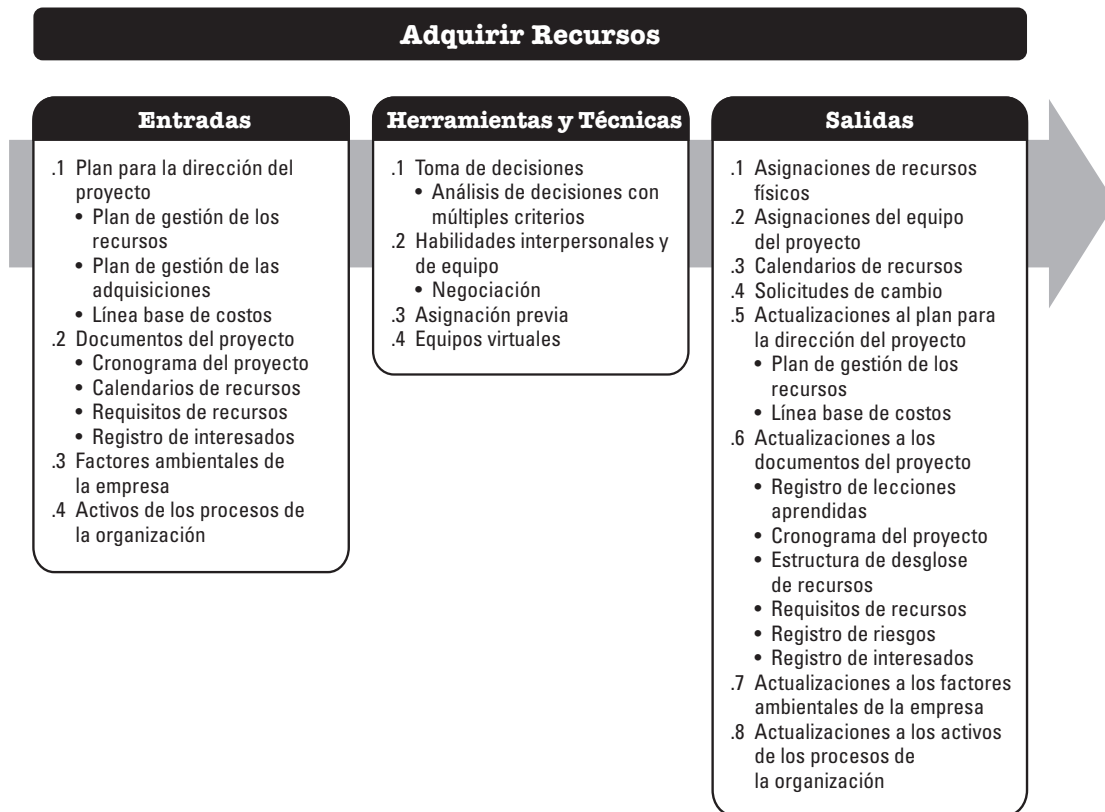 Adquirir Recursos
Entradas
.1 Plan para la dirección del
proyecto
• Plan de gestión de los
recursos
• Plan de gestión de las
adquisiciones
• Línea base de costos
.2 Documentos del proyecto
• Cronograma del proyecto
• Calendarios de recursos
• Requisitos de recursos
• Registro de interesados
.3 Factores ambientales de
la empresa
.4 Activos de los procesos de
la organización
Herramientas y Técnicas
.1 Toma de decisiones
• Análisis de decisiones con
múltiples criterios
.2 Habilidades interpersonales y
de equipo
• Negociación
.3 Asignación previa
.4 Equipos virtuales
Salidas
.1 Asignaciones de recursos
físicos
.2 Asignaciones del equipo
del proyecto
.3 Calendarios de recursos
.4 Solicitudes de cambio
.5 Actualizaciones al plan para
la dirección del proyecto
• Plan de gestión de los
recursos
• Línea base de costos
.6 Actualizaciones a los
documentos del proyecto
• Registro de lecciones
aprendidas
• Cronograma del proyecto
• Estructura de desglose
de recursos
• Requisitos de recursos
• Registro de riesgos
• Registro de interesados
.7 Actualizaciones a los factores
ambientales de la empresa
.8 Actualizaciones a los activos
de los procesos de
la organización